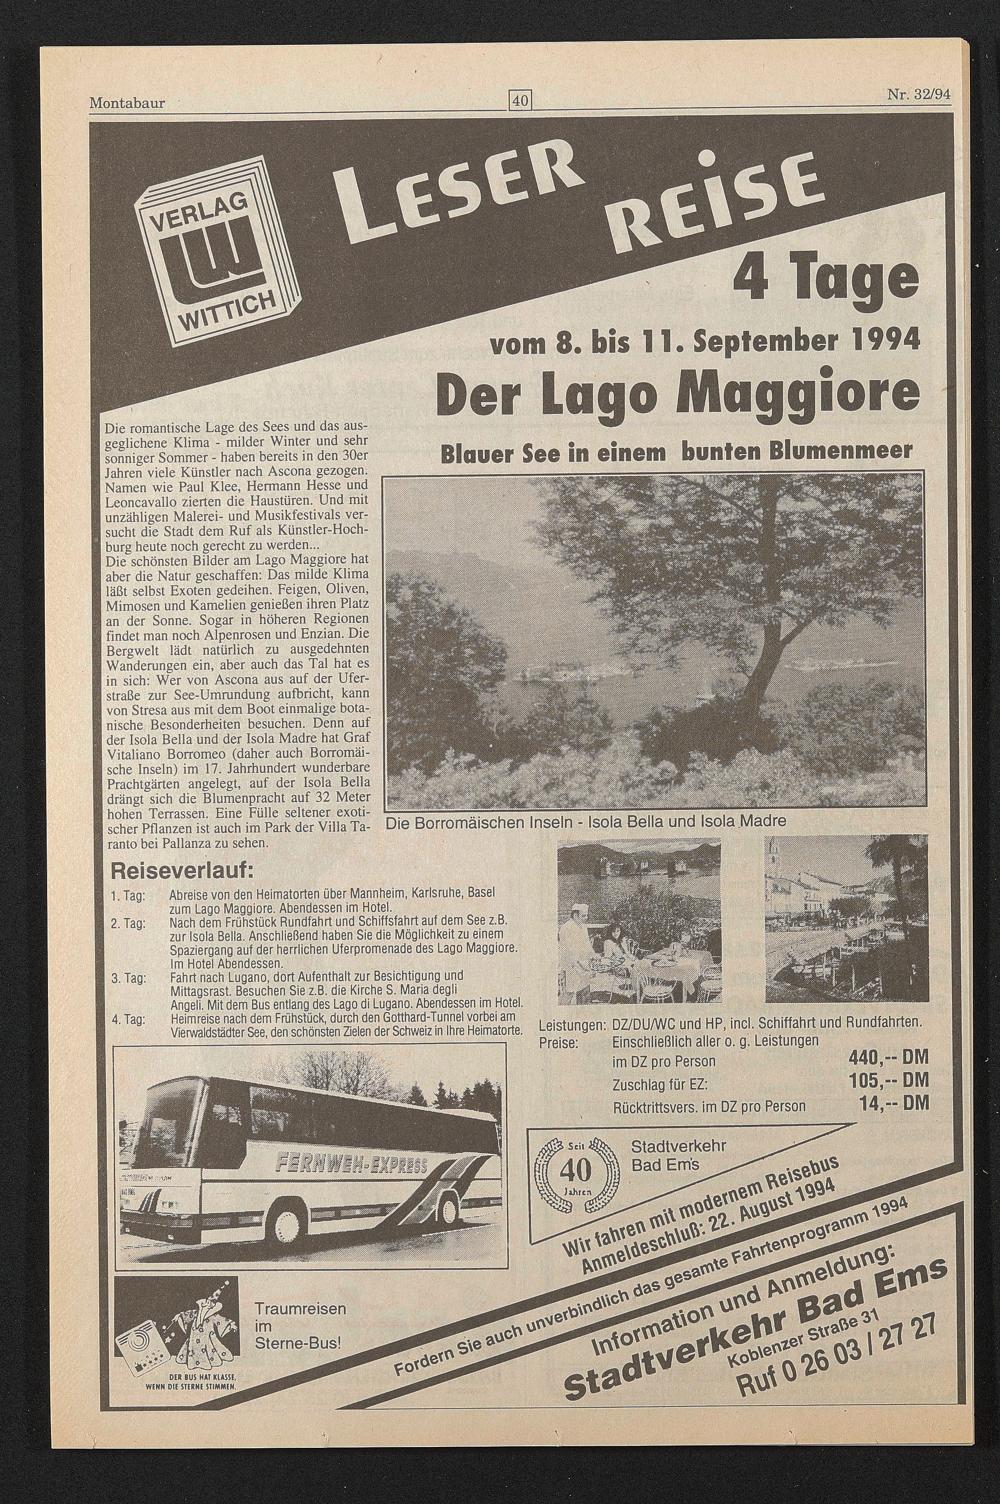 Montabaur
40
Nr. 32/94
VERLAG
W
WITTICH
LESER
REISE
4 Tage
vom 8. bis 11. September 1994
Der Lago Maggiore
Blauer See in einem bunten Blumenmeer
Die romantische Lage des Sees und das aus-
geglichene Klima - milder Winter und sehr
sonniger Sommer - haben bereits in den 30er
Jahren viele Künstler nach Ascona gezogen.
Namen wie Paul Klee, Hermann Hesse und
Leoncavallo zierten die Haustüren. Und mit
unzähligen Malerei- und Musikfestivals ver-
sucht die Stadt dem Ruf als Künstler-Hoch-
burg heute noch gerecht zu werden...
Die schönsten Bilder am Lago Maggiore hat
aber die Natur geschaffen: Das milde Klima
läßt selbst Exoten gedeihen. Feigen, Oliven,
Mimosen und Kamelien genießen ihren Platz
an der Sonne. Sogar in höheren Regionen
findet man noch Alpenrosen und Enzian. Die
Bergwelt lädt natürlich zu ausgedehnten
Wanderungen ein, aber auch das Tal hat es
in sich: Wer von Ascona aus auf der Ufer-
straße zur See-Umrundung aufbricht, kann
von Stresa aus mit dem Boot einmalige bota-
nische Besonderheiten besuchen. Denn auf
der Isola Bella und der Isola Madre hat Graf
Vitaliano Borromeo (daher auch Borromäi-
sche Inseln) im 17. Jahrhundert wunderbare
Prachtgärten angelegt, auf der Isola Bella
drängt sich die Blumenpracht auf 32 Meter
hohen Terrassen. Eine Fülle seltener exoti-
scher Pflanzen ist auch im Park der Villa Ta-
ranto bei Pallanza zu sehen.
Die Borromäischen Inseln - Isola Bella und Isola Madre
Reiseverlauf:
1. Tag: Abreise von den Heimatorten über Mannheim, Karlsruhe, Basel
zum Lago Maggiore. Abendessen im Hotel.
2. Tag: Nach dem Frühstück Rundfahrt und Schiffsfahrt auf dem See z.B.
zur Isola Bella. Anschließend haben Sie die Möglichkeit zu einem
Spaziergang auf der herrlichen Uferpromenade des Lago Maggiore.
Im Hotel Abendessen.
3. Tag: Fahrt nach Lugano, dort Aufenthalt zur Besichtigung und
Mittagsrast. Besuchen Sie z.B. die Kirche S. Maria degli
Angeli. Mit dem Bus entlang des Lago di Lugano. Abendessen im Hotel.
4. Tag: Heimreise nach dem Frühstück, durch den Gotthard-Tunnel vorbei am
Vierwaldstädter See, den schönsten Zielen der Schweiz in Ihre Heimatorte.
Leistungen: DZ/DU/WC und HP, incl. Schiffahrt und Rundfahrten.
Preise: Einschließlich aller o. g. Leistungen
im DZ pro Person 440,-- DM
Zuschlag für EZ: 105,-- DM
Rücktrittsvers. im DZ pro Person 14,-- DM
FERNWEH-EXPRESS
Seit
40
Jahren
Stadtverkehr
Bad Em's
Wir fahren mit modernem Reisebus
Anmeldeschluß: 22. August 1994
Traumreisen
im
Sterne-Bus!
DER BUS HAT KLASSE,
WENN DIE STERNE STIMMEN.
Fordern Sie auch unverbindlich das gesamte Fahrtenprogramm 1994
Information und Anmeldung:
Stadtverkehr Bad Ems
Koblenzer Straße 31
Ruf 0 26 03 / 27 27